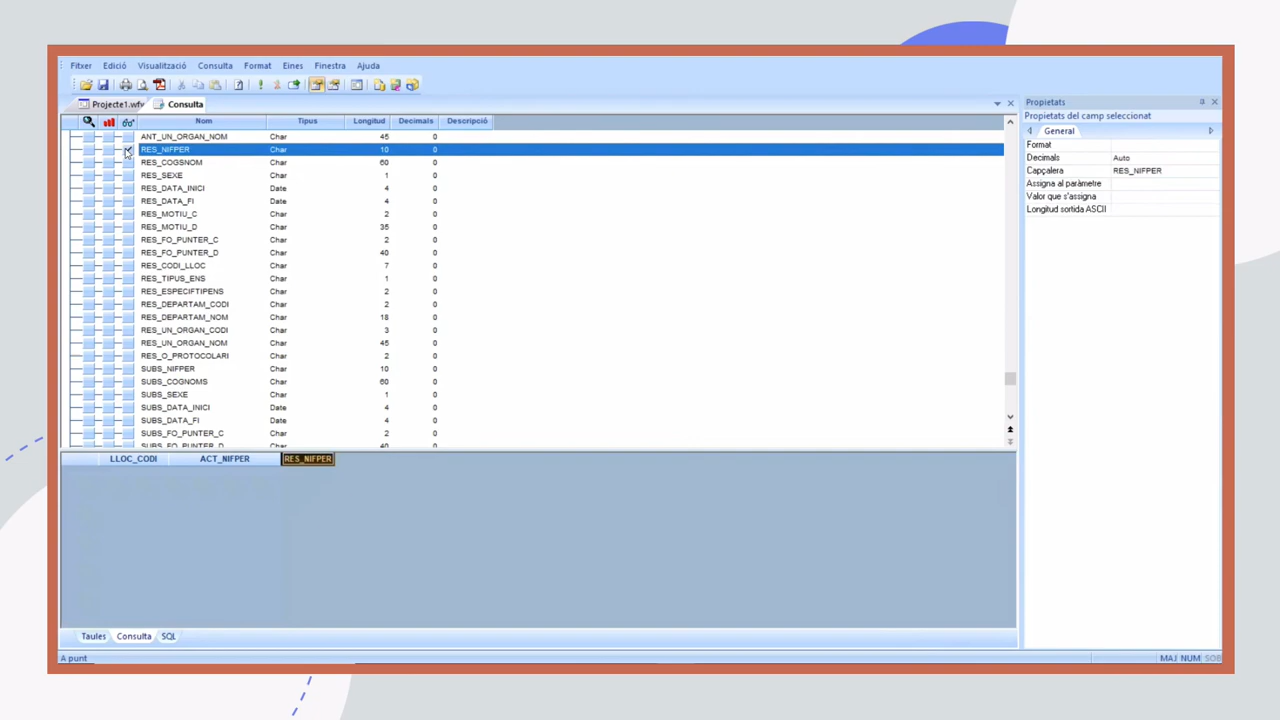 Fitxer Edició Visualització Consulta Format Eines Finestra Ajuda
Projecte1.wfv Consulta
Nom Tipus Longitud Decimals Descripció
ANT_UN_ORGAN_NOM Char 45 0
RES_NIFPER Char 10 0
RES_COGSNOM Char 60 0
RES_SEXE Char 1 0
RES_DATA_INICI Date 4 0
RES_DATA_FI Date 4 0
RES_MOTIU_C Char 2 0
RES_MOTIU_D Char 35 0
RES_FO_PUNTER_C Char 2 0
RES_FO_PUNTER_D Char 40 0
RES_CODI_LLOC Char 7 0
RES_TIPUS_ENS Char 1 0
RES_ESPECIFTIPENS Char 2 0
RES_DEPARTAM_CODI Char 2 0
RES_DEPARTAM_NOM Char 18 0
RES_UN_ORGAN_CODI Char 3 0
RES_UN_ORGAN_NOM Char 45 0
RES_O_PROTOCOLARI Char 2 0
SUBS_NIFPER Char 10 0
SUBS_COGNOMS Char 60 0
SUBS_SEXE Char 1 0
SUBS_DATA_INICI Date 4 0
SUBS_DATA_FI Date 4 0
SUBS_FO_PUNTER_C Char 2 0
SUBS_FO_PUNTER_D Char 40 0
LLOC_CODI ACT_NIFPER RES_NIFPER
Taules Consulta SQL
A punt
Propietats
Propietats del camp seleccionat
General
Format
Decimals Auto
Capçalera RES_NIFPER
Assigna al paràmetre
Valor que s'assigna
Longitud sortida ASCII
MAJ NUM SOB